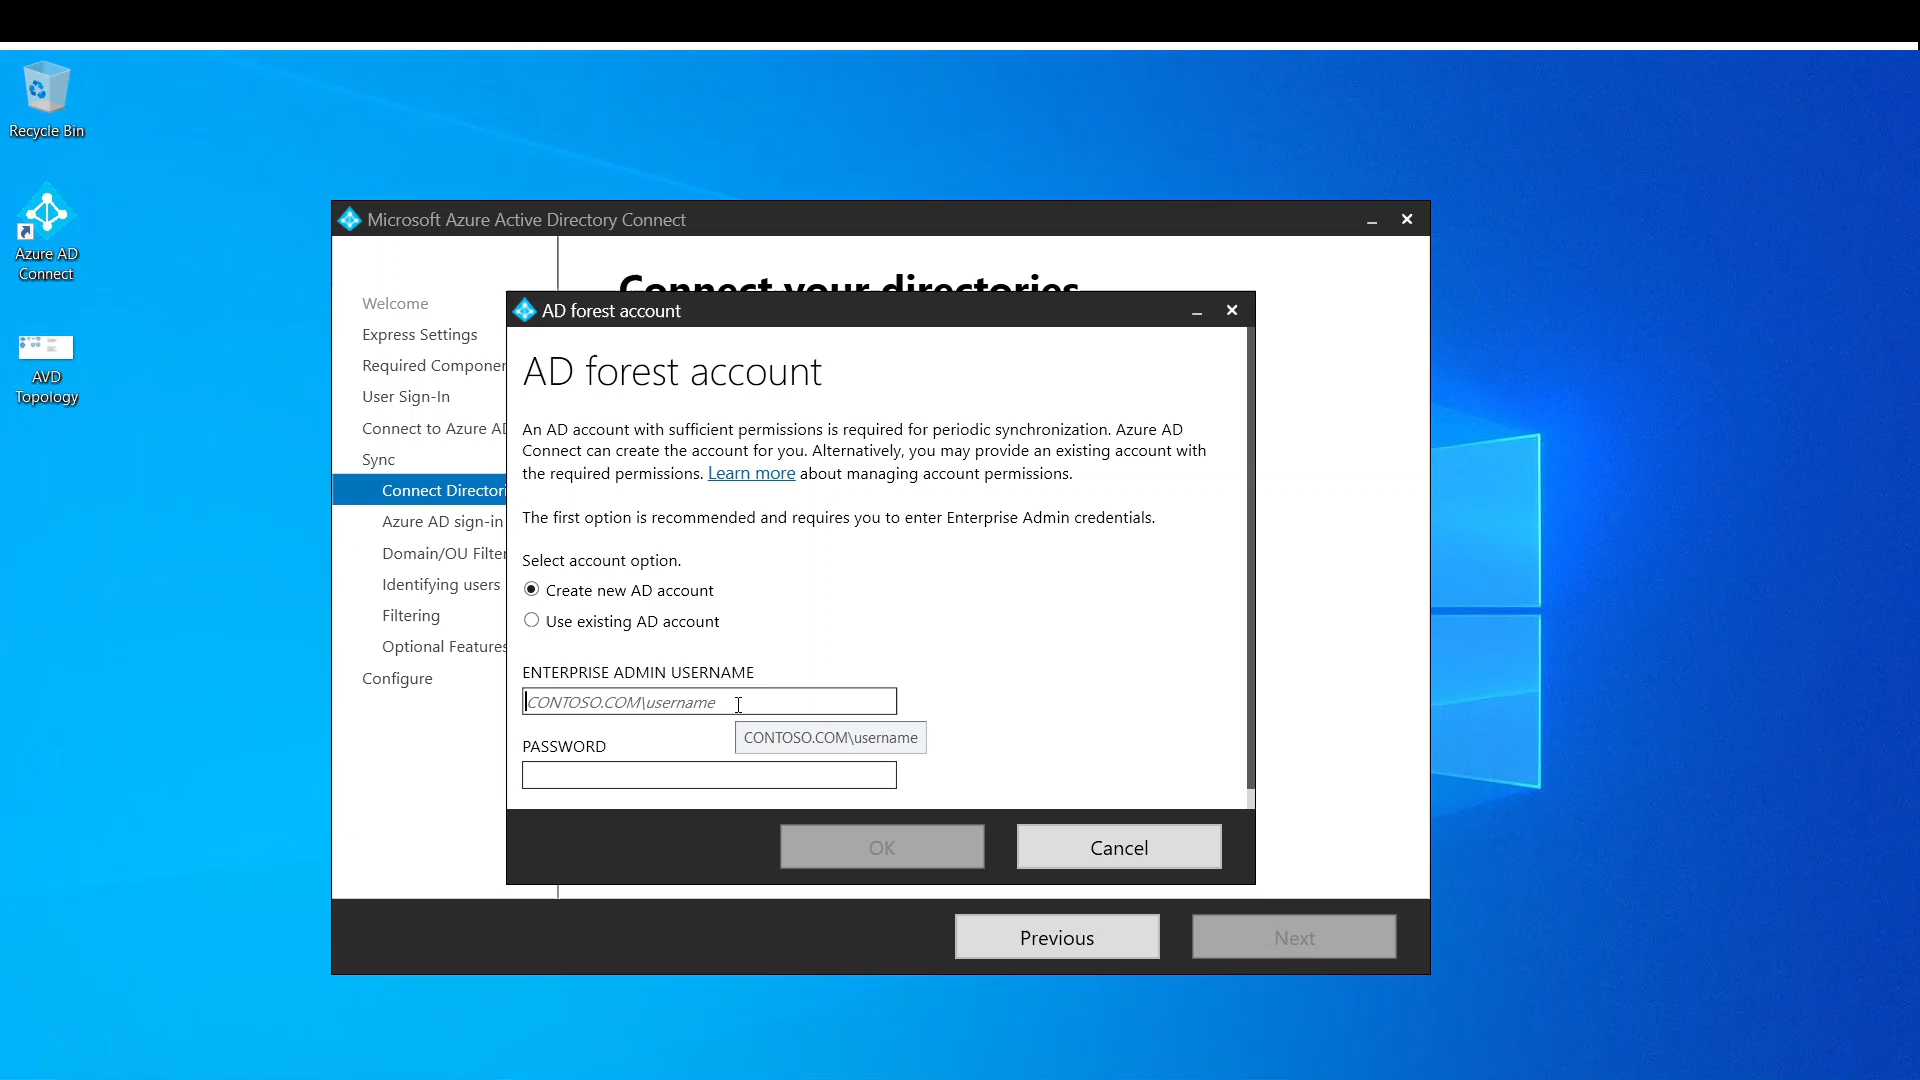 Recycle Bin
Azure AD
Connect
AVD
Topology
Microsoft Azure Active Directory Connect
Connect your directories
Welcome
Express Settings
Required Componen
User Sign-In
Connect to Azure AD
Sync
Connect Directori
Azure AD sign-in
Domain/OU Filter
Identifying users
Filtering
Optional Features
Configure
AD forest account
AD forest account
An AD account with sufficient permissions is required for periodic synchronization. Azure AD
Connect can create the account for you. Alternatively, you may provide an existing account with
the required permissions. Learn more about managing account permissions.
The first option is recommended and requires you to enter Enterprise Admin credentials.
Select account option.
Create new AD account
Use existing AD account
ENTERPRISE ADMIN USERNAME
CONTOSO.COM\username
CONTOSO.COM\username
PASSWORD
OK
Cancel
Previous
Next